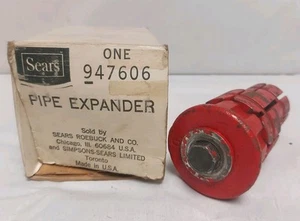 Sears
ONE
947606
PIPE EXPANDER
Sold by
SEARS ROEBUCK AND CO.
Chicago, Ill. 60684 U.S.A.
and SIMPSONS-SEARS LIMITED
Toronto
Made in U.S.A.